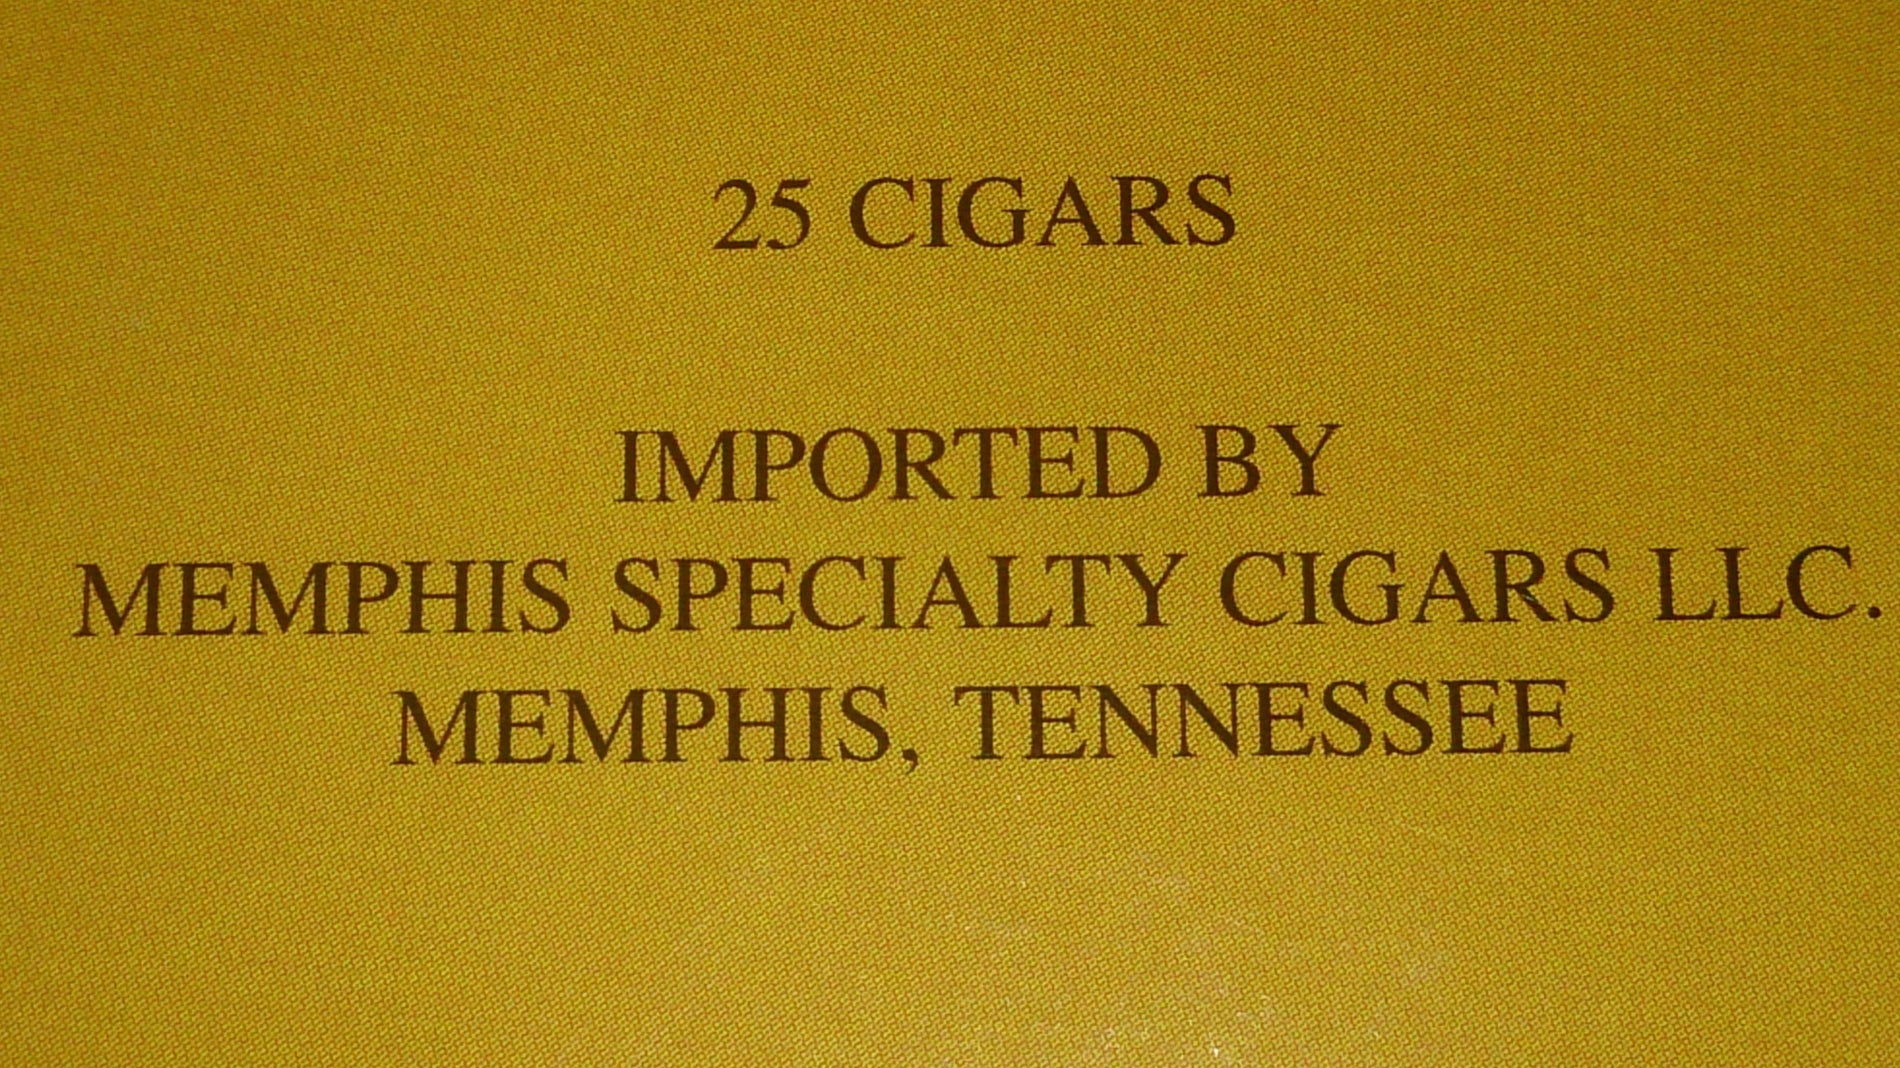 25 CIGARS
IMPORTED BY
MEMPHIS SPECIALTY CIGARS LLC.
MEMPHIS, TENNESSEE